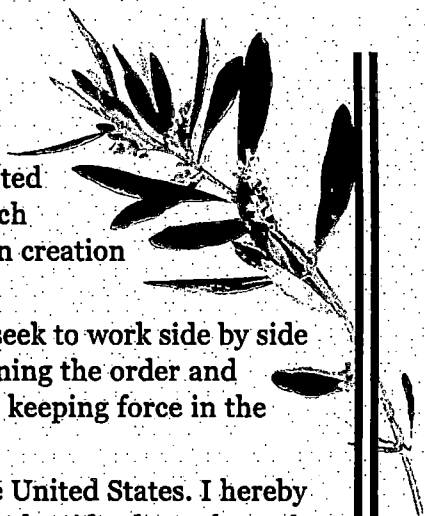 ted
ch
n creation
seek to work side by side
ning the order and
keeping force in the
United States. I hereby